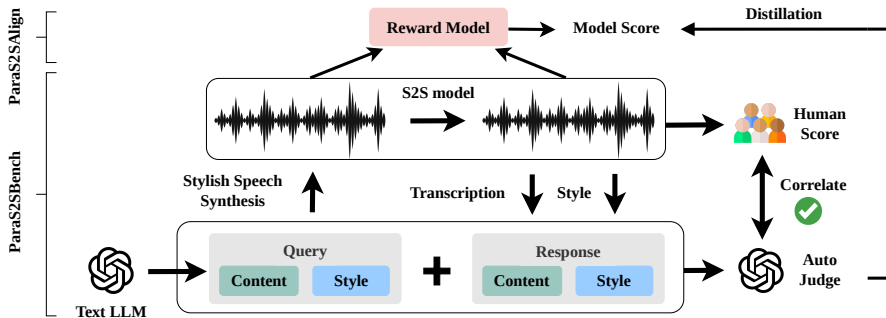 ParaS2SAlign
Reward Model
Model Score
Distillation
ParaS2SBench
S2S model
Human
Score
Stylish Speech
Synthesis
Transcription
Style
Correlate
Query
Content
Style
Response
Content
Style
Text LLM
Auto
Judge